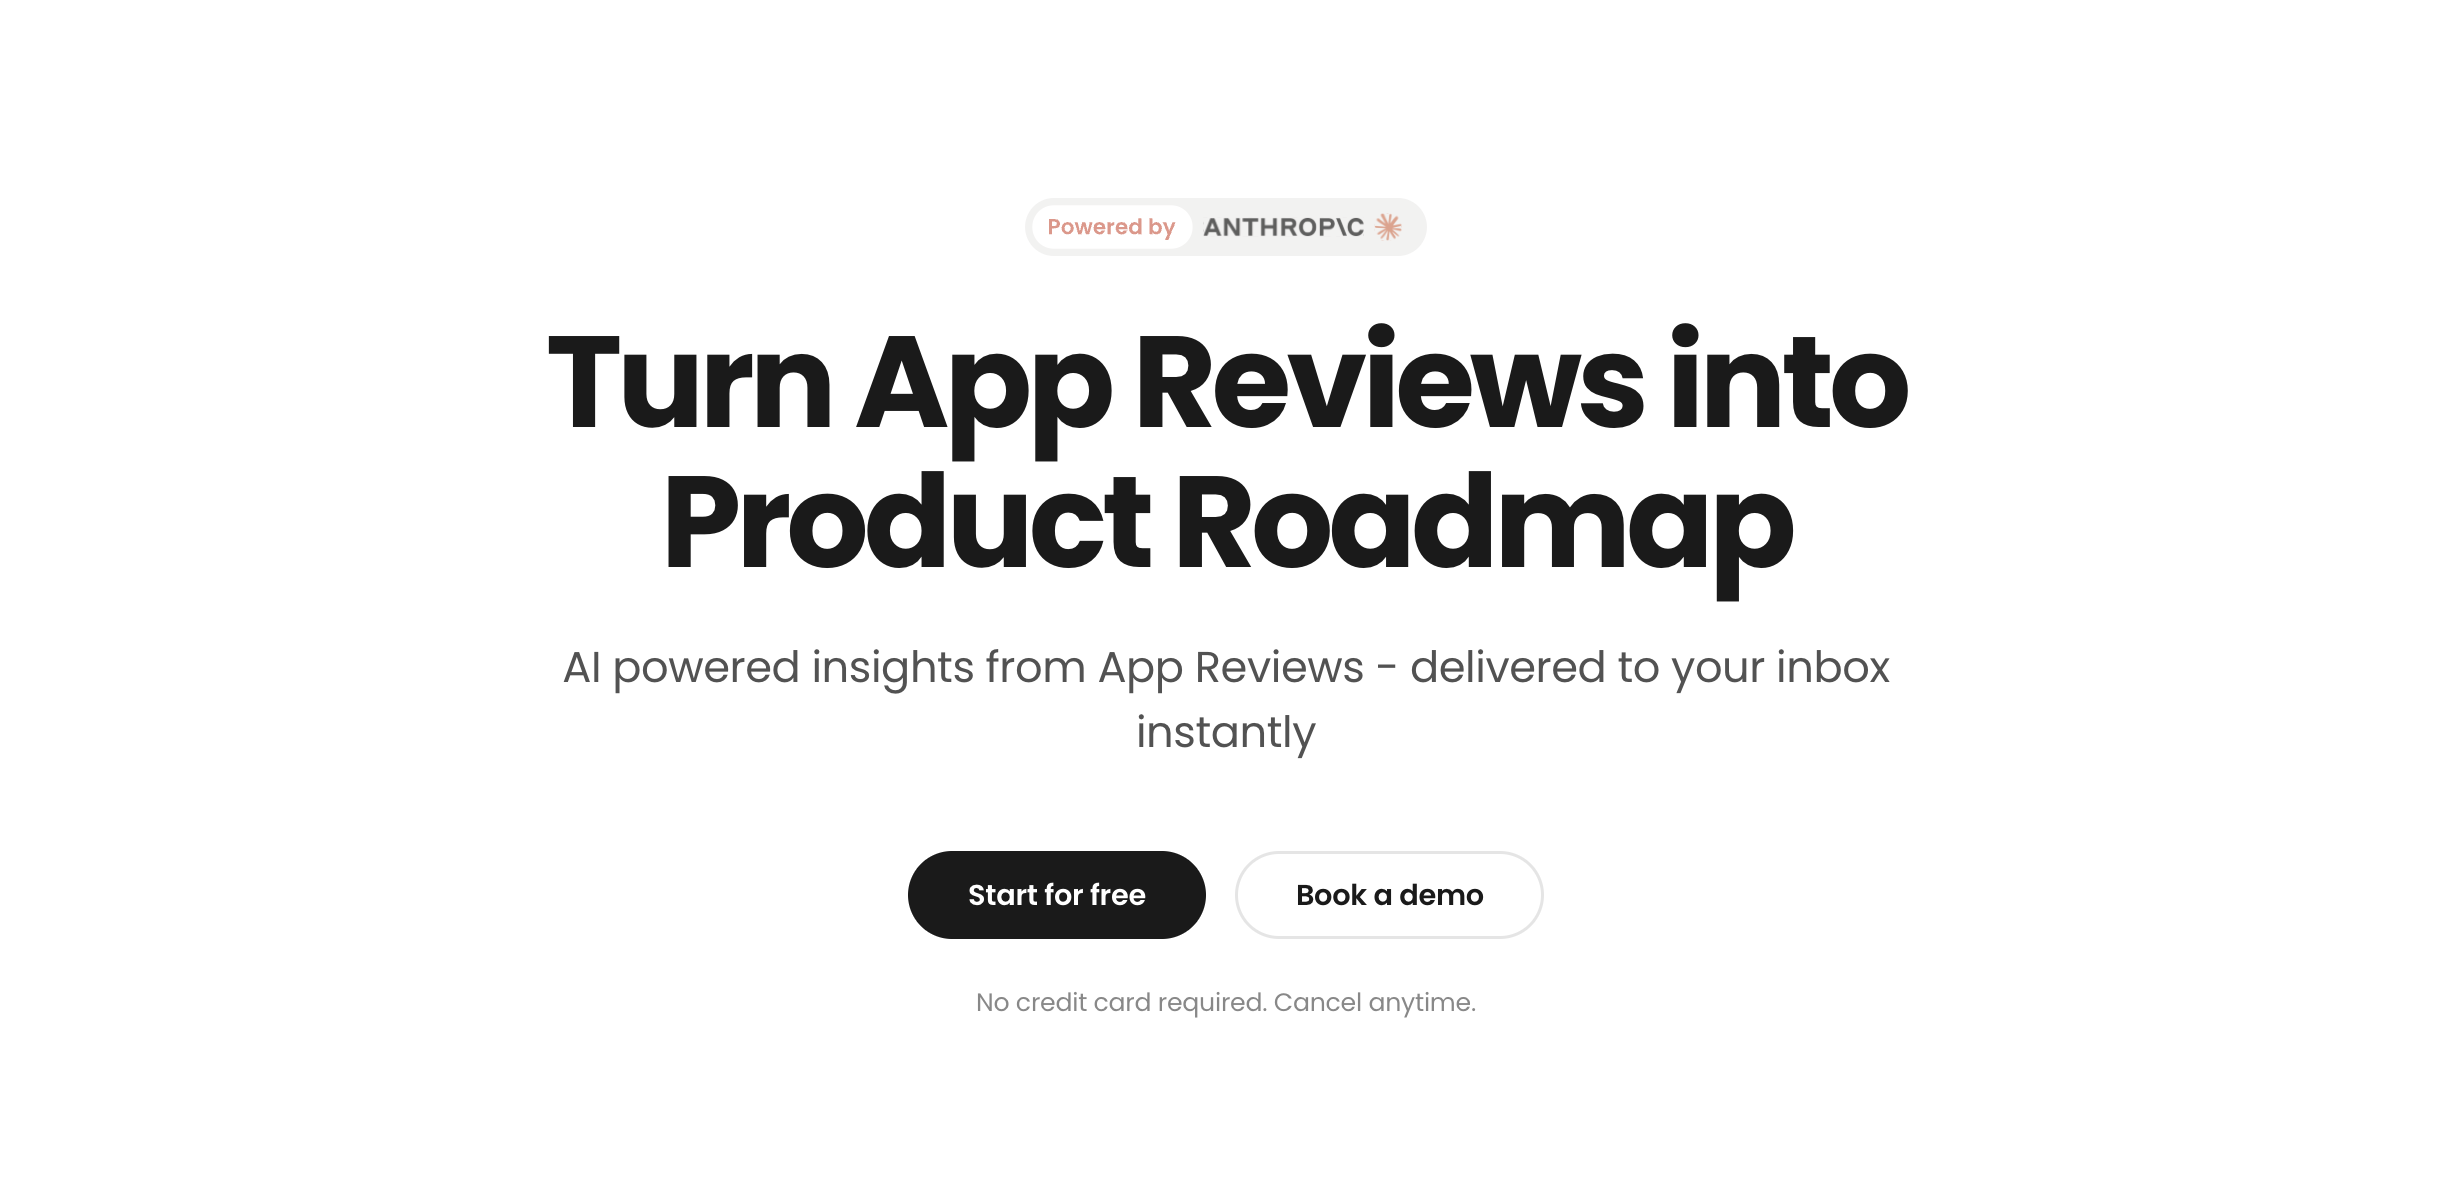 Powered by ANTHROP\C
Turn App Reviews into
Product Roadmap
AI powered insights from App Reviews - delivered to your inbox
instantly
Start for free Book a demo
No credit card required. Cancel anytime.